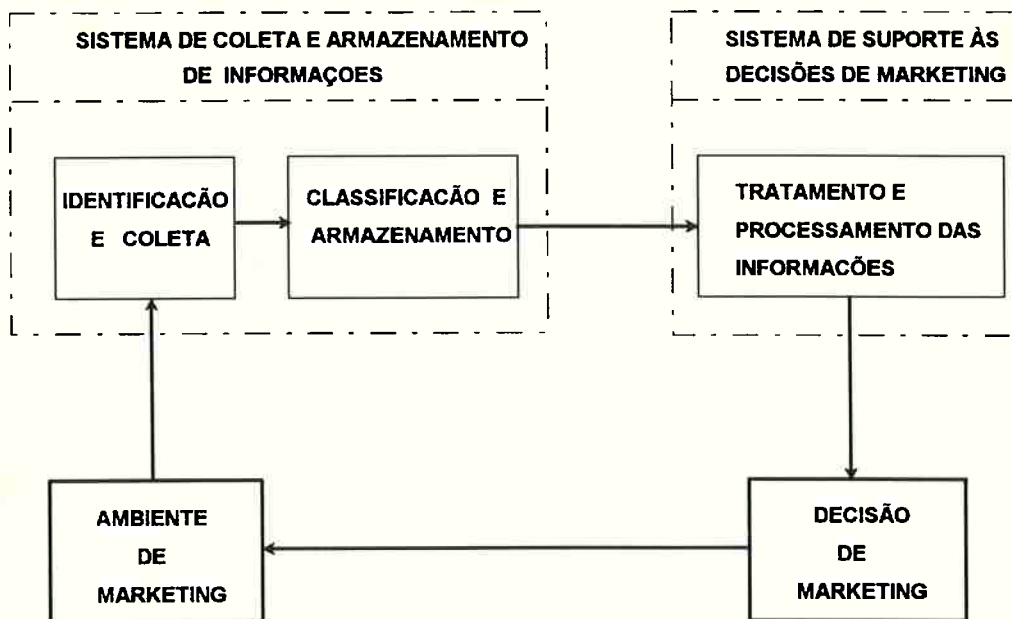 SISTEMA DE COLETA E ARMAZENAMENTO
DE INFORMAÇOES
SISTEMA DE SUPORTE ÀS
DECISÕES DE MARKETING
IDENTIFICACÃO
E COLETA
CLASSIFICACÃO E
ARMAZENAMENTO
TRATAMENTO E
PROCESSAMENTO DAS
INFORMACÕES
AMBIENTE
DE
MARKETING
DECISÃO
DE
MARKETING